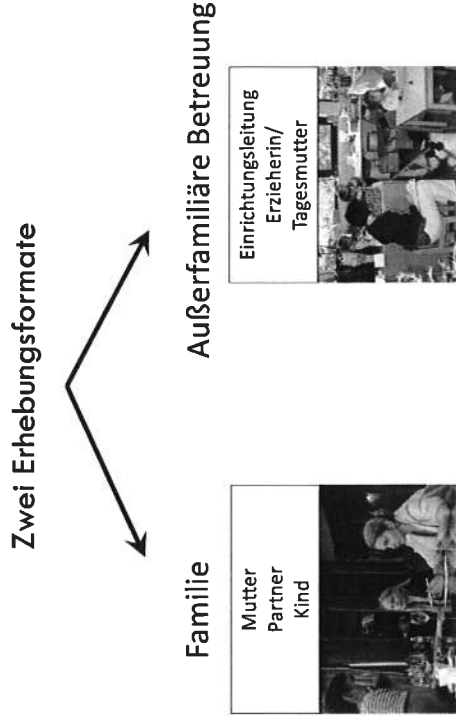 Zwei Erhebungsformate
Familie
Mutter
Partner
Kind
Außerfamiliäre Betreuung
Einrichtungsleitung
Erzieherin/
Tagesmutter